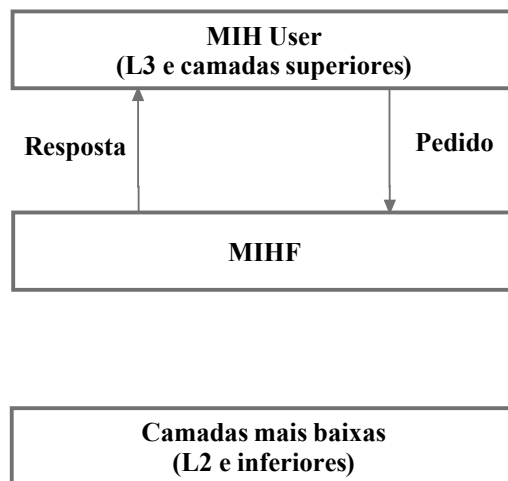 MIH User
(L3 e camadas superiores)
Resposta
Pedido
MIHF
Camadas mais baixas
(L2 e inferiores)